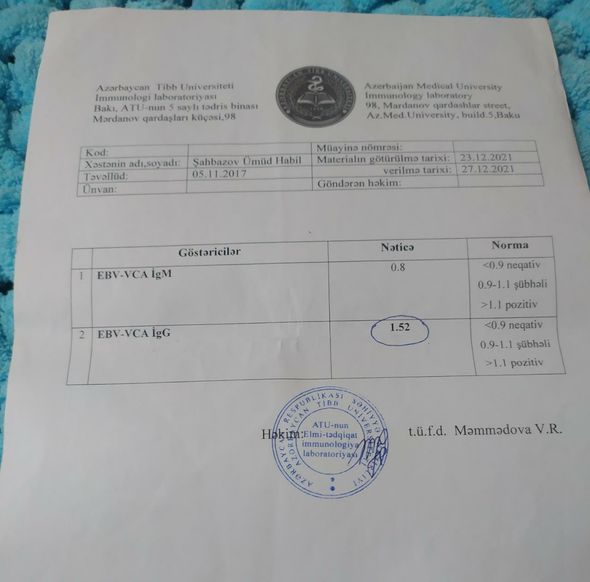 Azərbaycan Tibb Universiteti
Immunologi laboratoriyası
Bakı, ATU-nun 5 saylı tədris binası
Mərdanov qardaşları küçəsi,98
Azerbaijan Medical University
Immunology laboratory
98, Mardanov qardashlar street,
Az.Med.University, build.5,Baku
Kod:
Müayinə nömrəsi:
Xəstənin adı,soyadı: Şahbazov Ümüd Habil
Materialın götürülmə tarixi: 23.12.2021
Təvəllüd: 05.11.2017
verilmə tarixi: 27.12.2021
Ünvan:
Göndərən həkim:
Göstəricilər Nəticə Norma
1 EBV-VCA İgM 0.8 <0.9 neqativ
0.9-1.1 şübhəli
>1.1 pozitiv
2 EBV-VCA İgG 1.52 <0.9 neqativ
0.9-1.1 şübhəli
>1.1 pozitiv
Həkim: t.ü.f.d. Məmmədova V.R.
ATU-nun
Elmi-tədqiqat
immunologiya
laboratoriyası